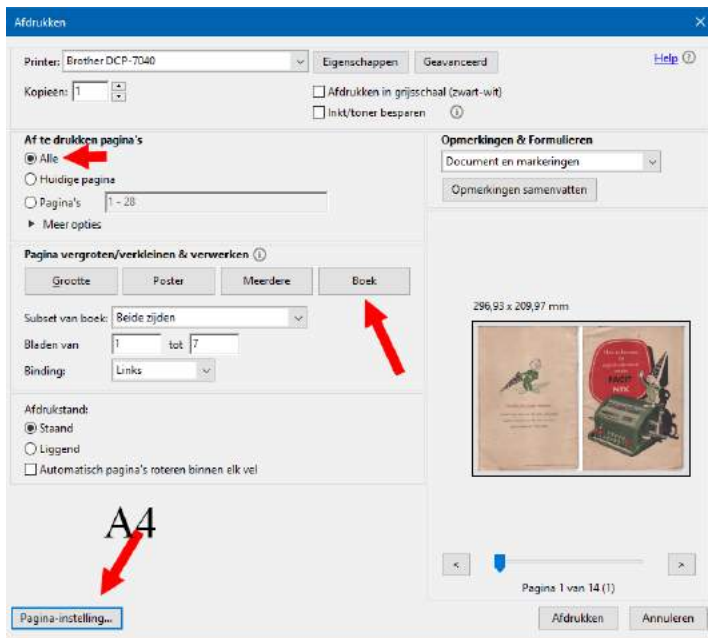 Afdrukken
Printer: Brother DCP-7040 Eigenschappen Geavanceerd Help
Kopieën: 1 Afdrukken in grijsschaal (zwart-wit)
Inkt/toner besparen
Af te drukken pagina's
Alle
Huidige pagina
Pagina's 1 - 28
Meer opties
Opmerkingen & Formulieren
Document en markeringen
Opmerkingen samenvatten
Pagina vergroten/verkleinen & verwerken
Grootte Poster Meerdere Boek
Subset van boek: Beide zijden
Bladen van 1 tot 7
Binding: Links
Afdrukstand:
Staand
Liggend
Automatisch pagina's roteren binnen elk vel
296,93 x 209,97 mm
FACIT
NTK
A4
< >
Pagina 1 van 14 (1)
Pagina-instelling... Afdrukken Annuleren